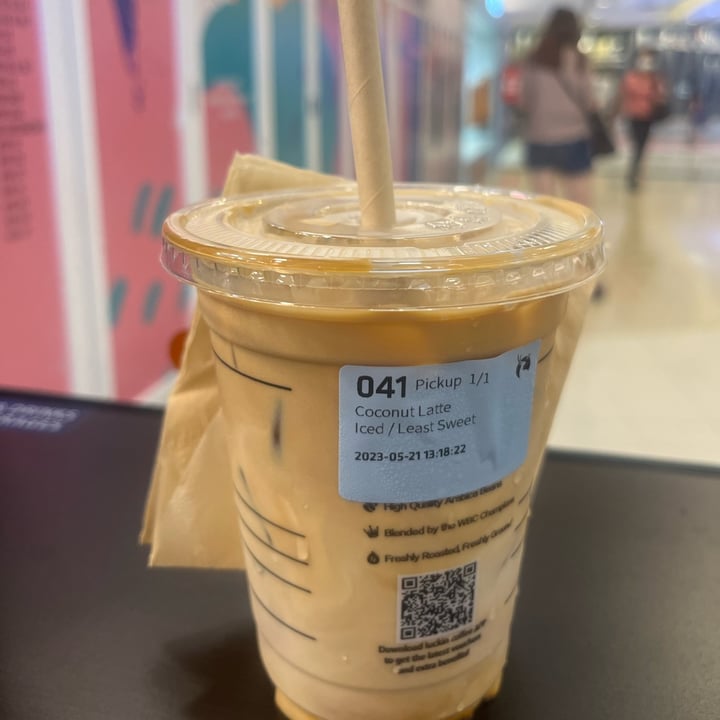 041 Pickup 1/1
Coconut Latte
Iced / Least Sweet
2023-05-21 13:18:22
High Quality Arabica Beans
Blended by the WBC Champions
Freshly Roasted, Freshly Grinded
Download luckin coffee APP
to get the latest vouchers
and extra benefits!